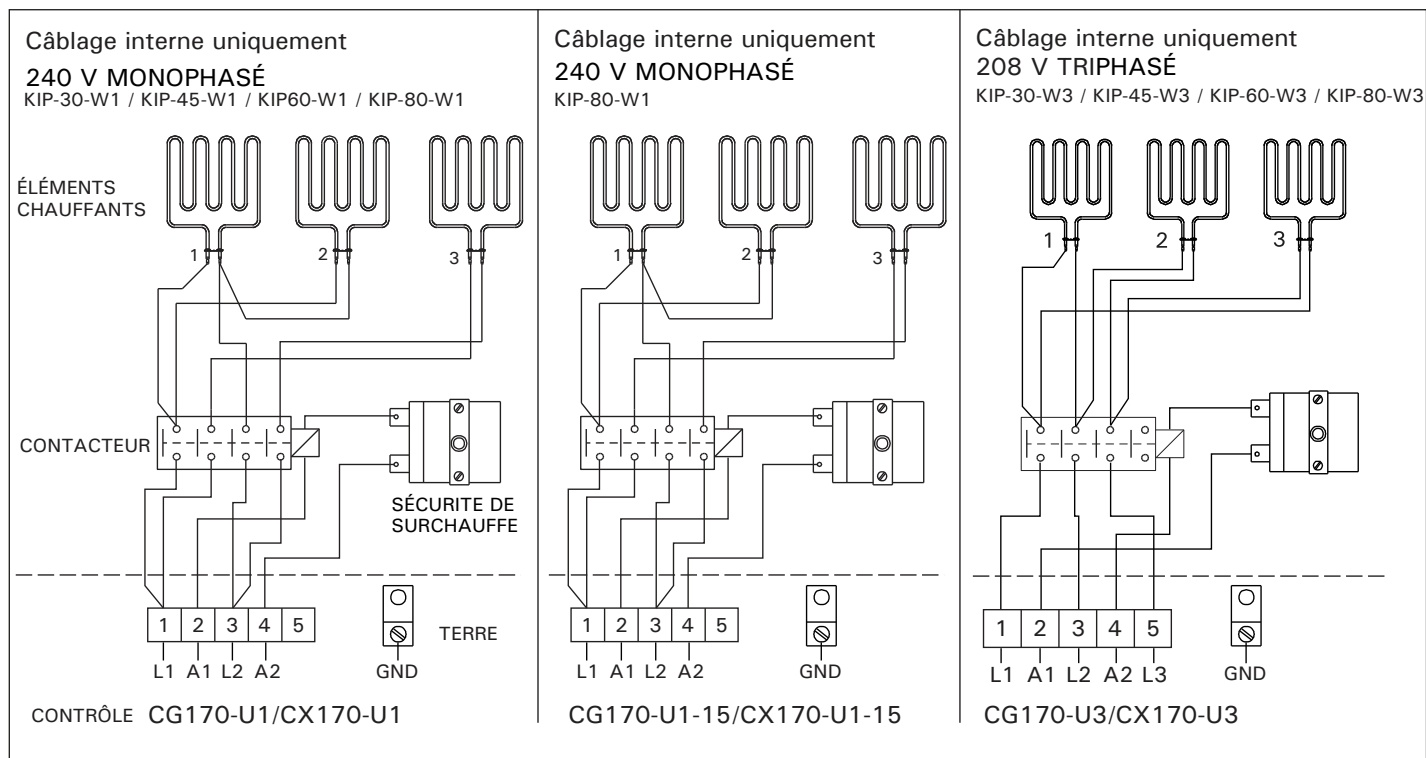 Câblage interne uniquement
240 V MONOPHASÉ
KIP-30-W1 / KIP-45-W1 / KIP60-W1 / KIP-80-W1
ÉLÉMENTS
CHAUFFANTS
1
2
3
CONTACTEUR
SÉCURITE DE
SURCHAUFFE
1 2 3 4 5
TERRE
L1 A1 L2 A2
GND
CONTRÔLE CG170-U1/CX170-U1
Câblage interne uniquement
240 V MONOPHASÉ
KIP-80-W1
1
2
3
1 2 3 4 5
L1 A1 L2 A2
GND
CG170-U1-15/CX170-U1-15
Câblage interne uniquement
208 V TRIPHASÉ
KIP-30-W3 / KIP-45-W3 / KIP-60-W3 / KIP-80-W3
1
2
3
1 2 3 4 5
L1 A1 L2 A2 L3
GND
CG170-U3/CX170-U3